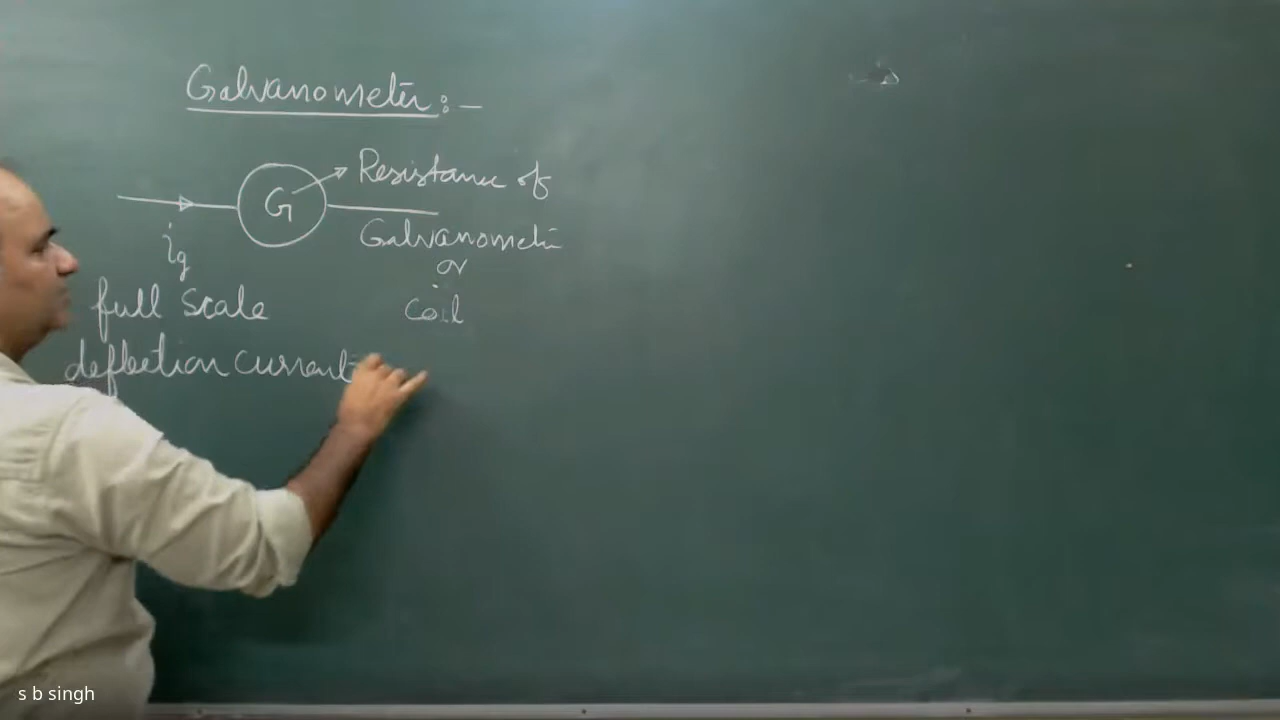 Galvanometer :-
G
Resistance of
Galvanometer
or
coil
ig
full scale
deflection current
s b singh